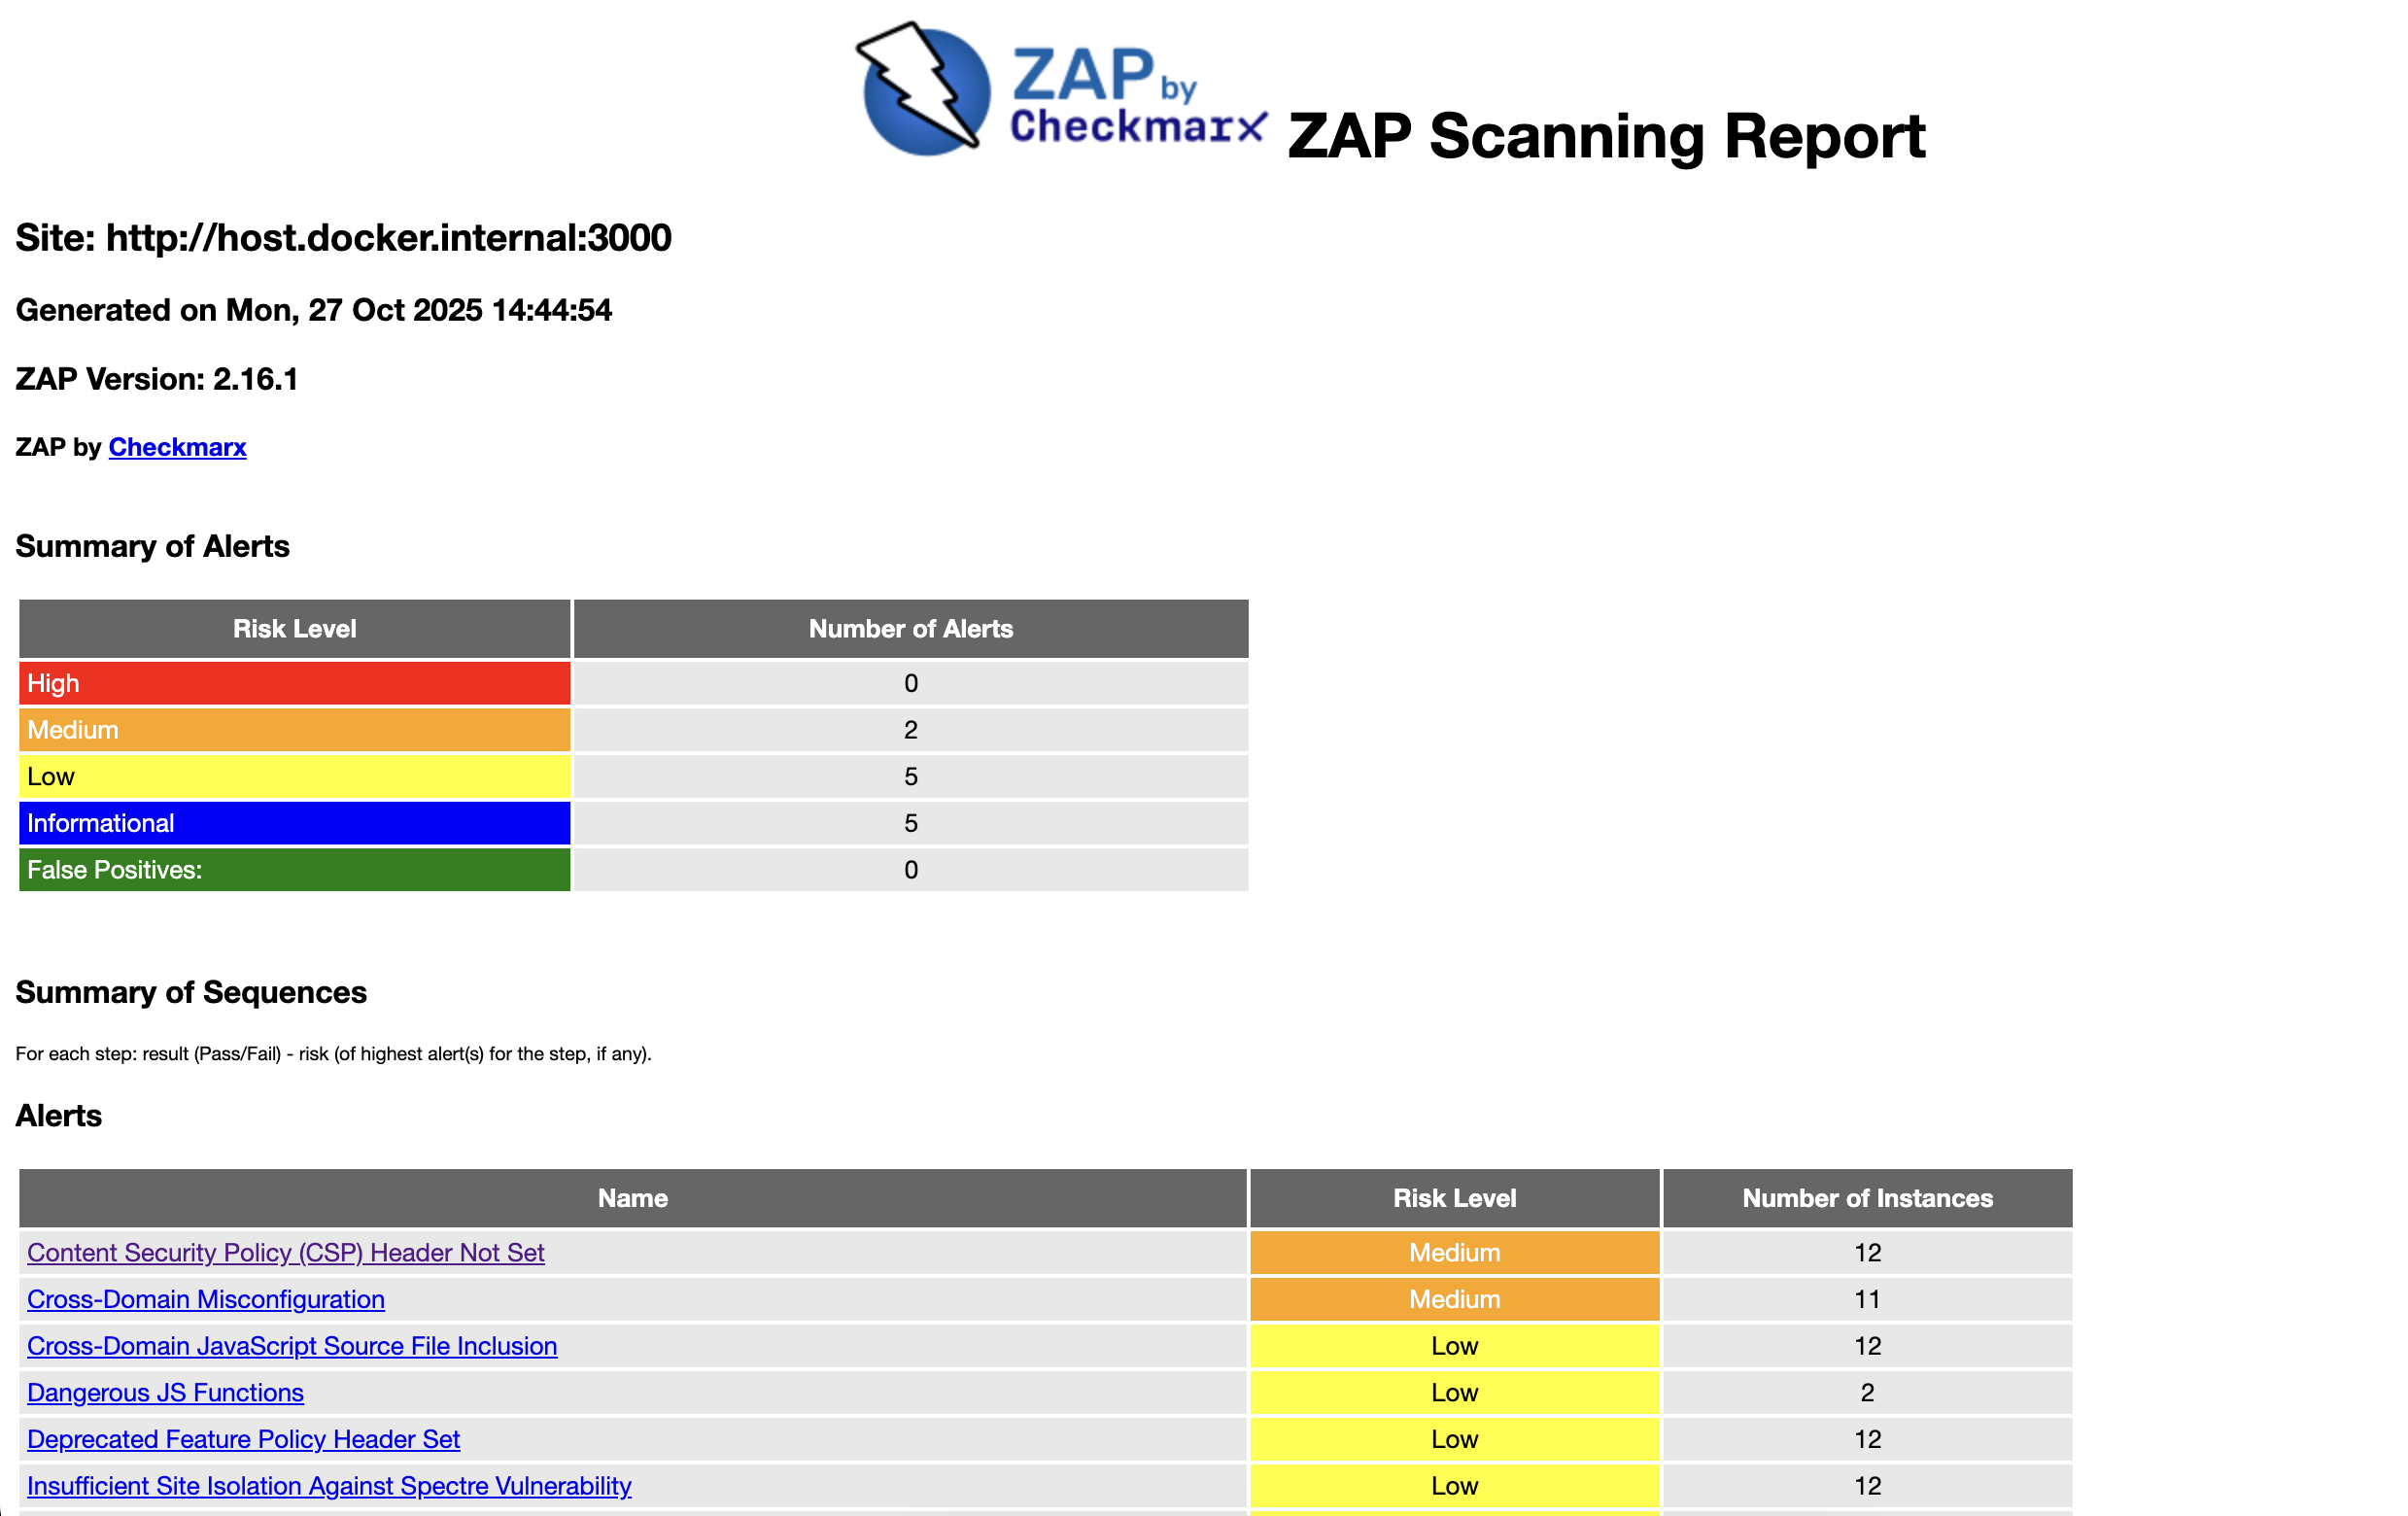 ZAP by
Checkmarx ZAP Scanning Report
Site: http://host.docker.internal:3000
Generated on Mon, 27 Oct 2025 14:44:54
ZAP Version: 2.16.1
ZAP by Checkmarx
Summary of Alerts
Risk Level Number of Alerts
High 0
Medium 2
Low 5
Informational 5
False Positives: 0
Summary of Sequences
For each step: result (Pass/Fail) - risk (of highest alert(s) for the step, if any).
Alerts
Name Risk Level Number of Instances
Content Security Policy (CSP) Header Not Set Medium 12
Cross-Domain Misconfiguration Medium 11
Cross-Domain JavaScript Source File Inclusion Low 12
Dangerous JS Functions Low 2
Deprecated Feature Policy Header Set Low 12
Insufficient Site Isolation Against Spectre Vulnerability Low 12